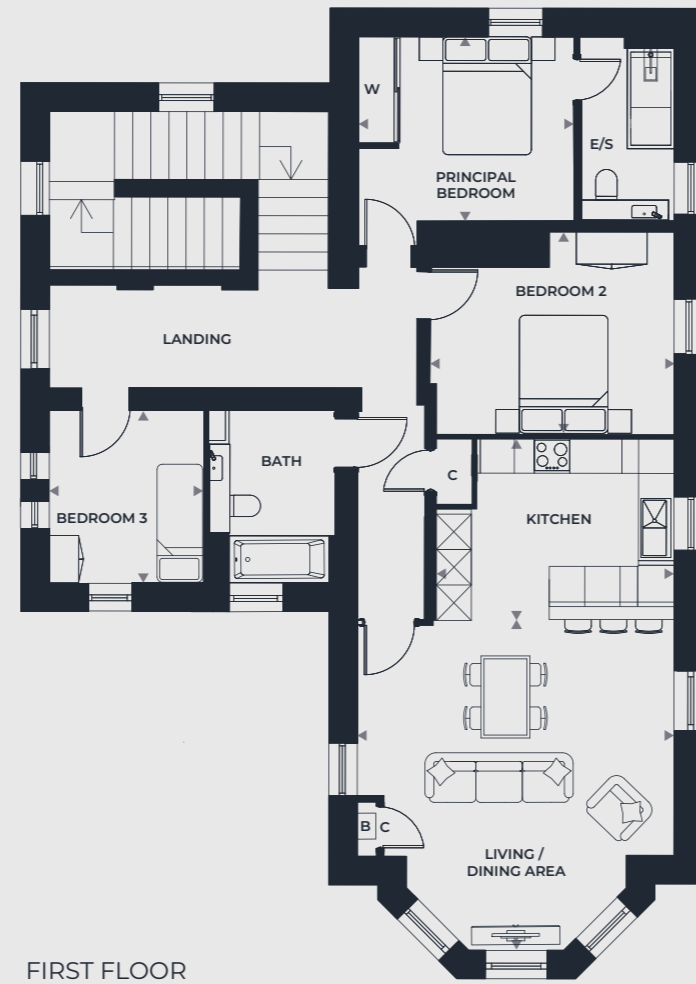 W
E/S
PRINCIPAL
BEDROOM
BEDROOM 2
LANDING
BATH
C
BEDROOM 3
KITCHEN
B C
LIVING /
DINING AREA
FIRST FLOOR